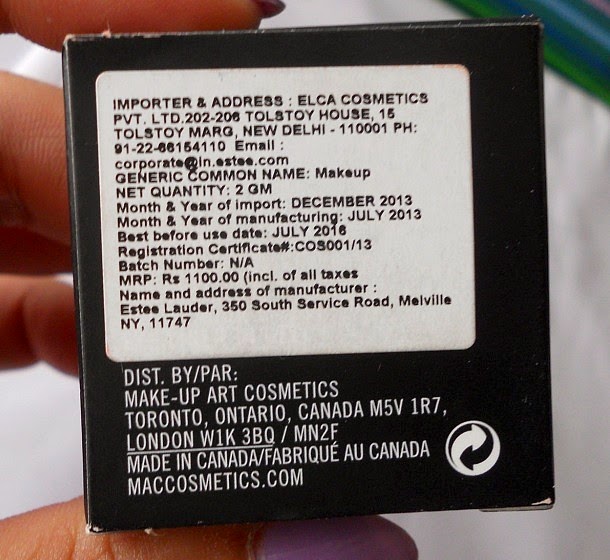 IMPORTER & ADDRESS : ELCA COSMETICS
PVT. LTD.202-206 TOLSTOY HOUSE, 15
TOLSTOY MARG, NEW DELHI - 110001 PH:
91-22-66154110 Email :
corporate@in.estee.com
GENERIC COMMON NAME: Makeup
NET QUANTITY: 2 GM
Month & Year of import: DECEMBER 2013
Month & Year of manufacturing: JULY 2013
Best before use date: JULY 2016
Registration Certificate#:COS001/13
Batch Number: N/A
MRP: Rs 1100.00 (incl. of all taxes
Name and address of manufacturer :
Estee Lauder, 350 South Service Road, Melville
NY, 11747
DIST. BY/PAR:
MAKE-UP ART COSMETICS
TORONTO, ONTARIO, CANADA M5V 1R7,
LONDON W1K 3BQ / MN2F
MADE IN CANADA/FABRIQUÉ AU CANADA
MACCOSMETICS.COM